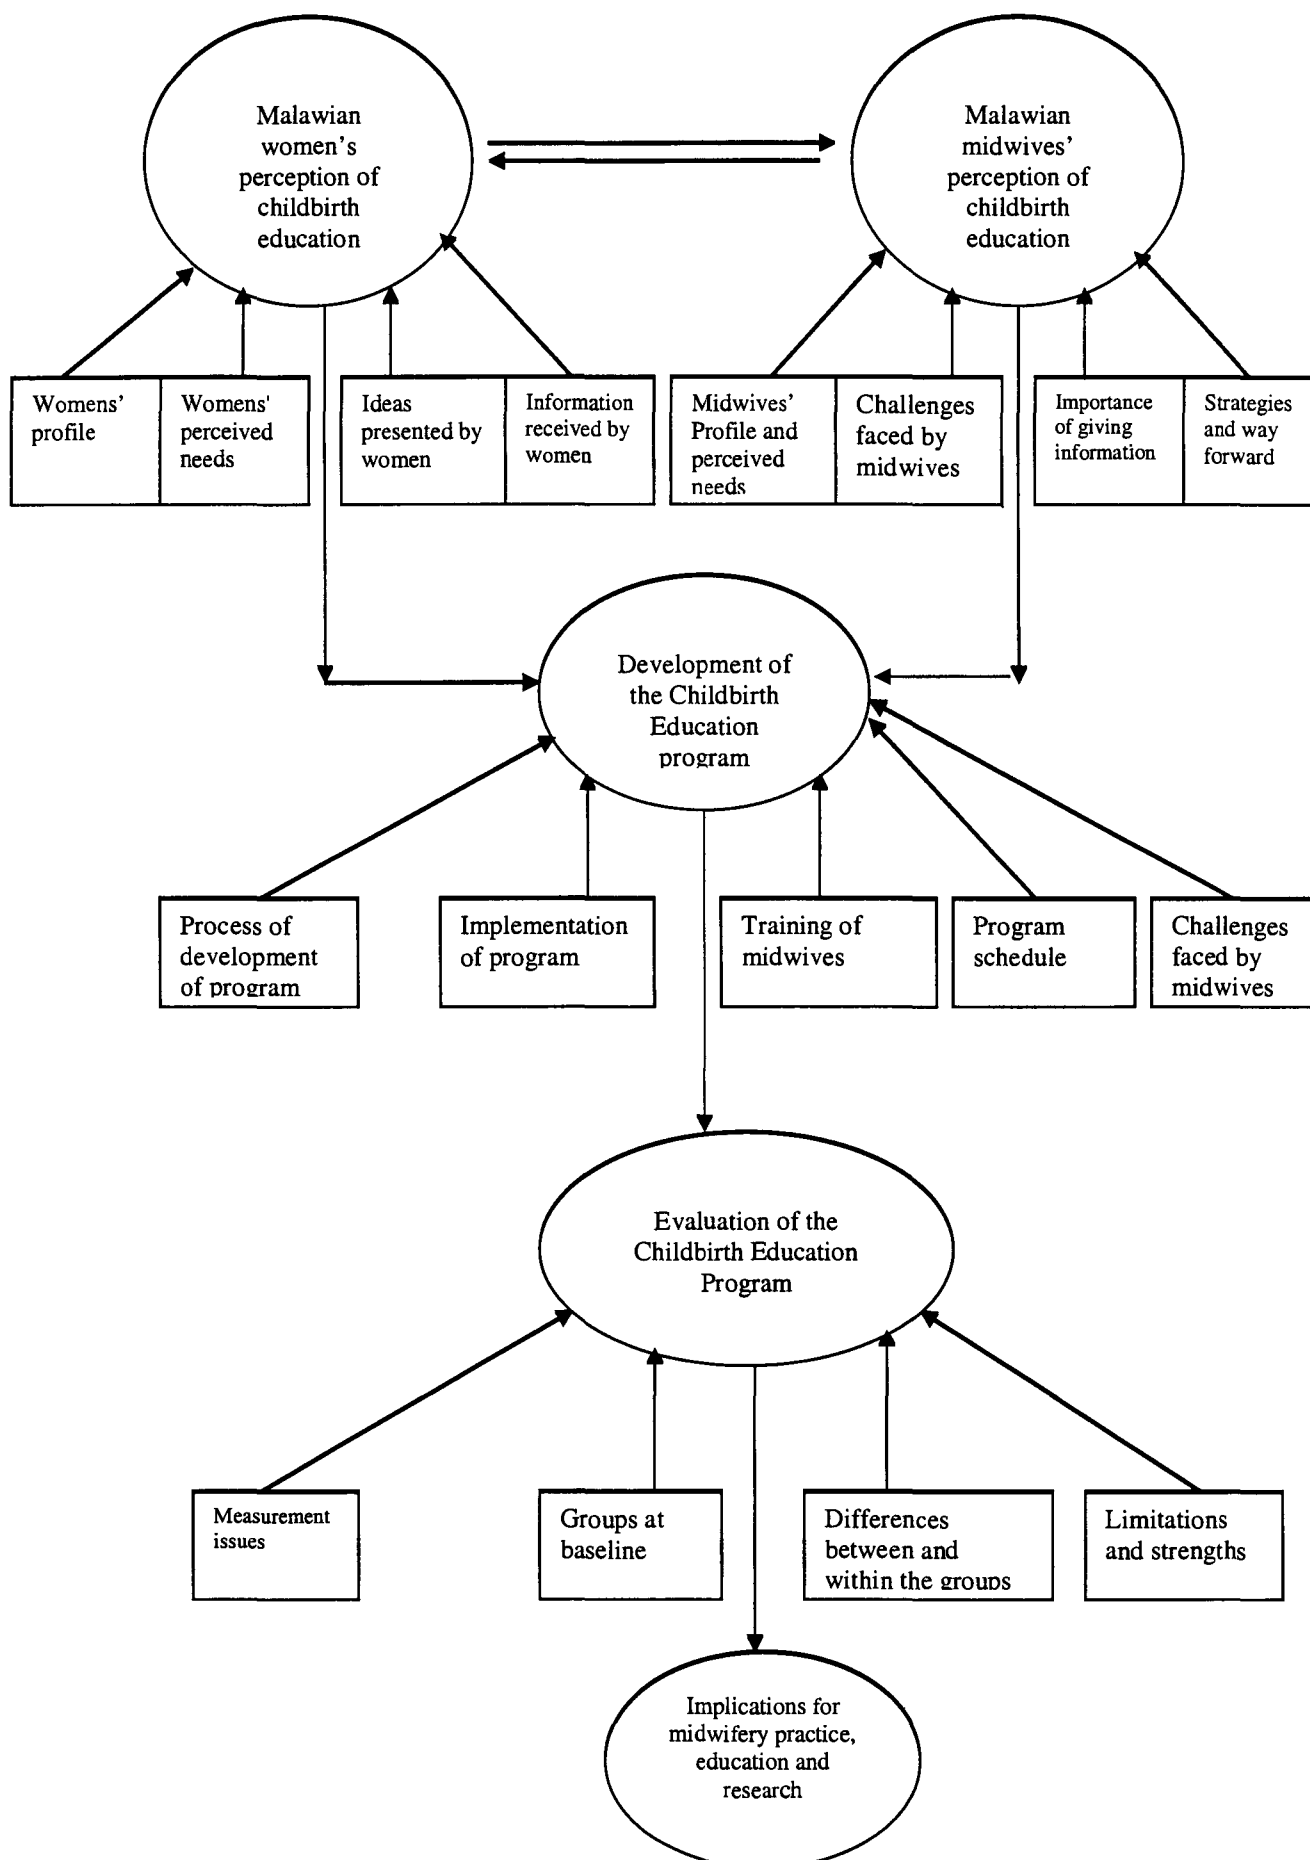 Malawian
women's
perception of
childbirth
education
Malawian
midwives'
perception of
childbirth
education
Womens'
profile
Womens'
perceived
needs
Ideas
presented by
women
Information
received by
women
Midwives'
Profile and
perceived
needs
Challenges
faced by
midwives
Importance
of giving
information
Strategies
and way
forward
Development of
the Childbirth
Education
program
Process of
development
of program
Implementation
of program
Training of
midwives
Program
schedule
Challenges
faced by
midwives
Evaluation of the
Childbirth Education
Program
Measurement
issues
Groups at
baseline
Differences
between and
within the groups
Limitations
and strengths
Implications for
midwifery practice,
education and
research